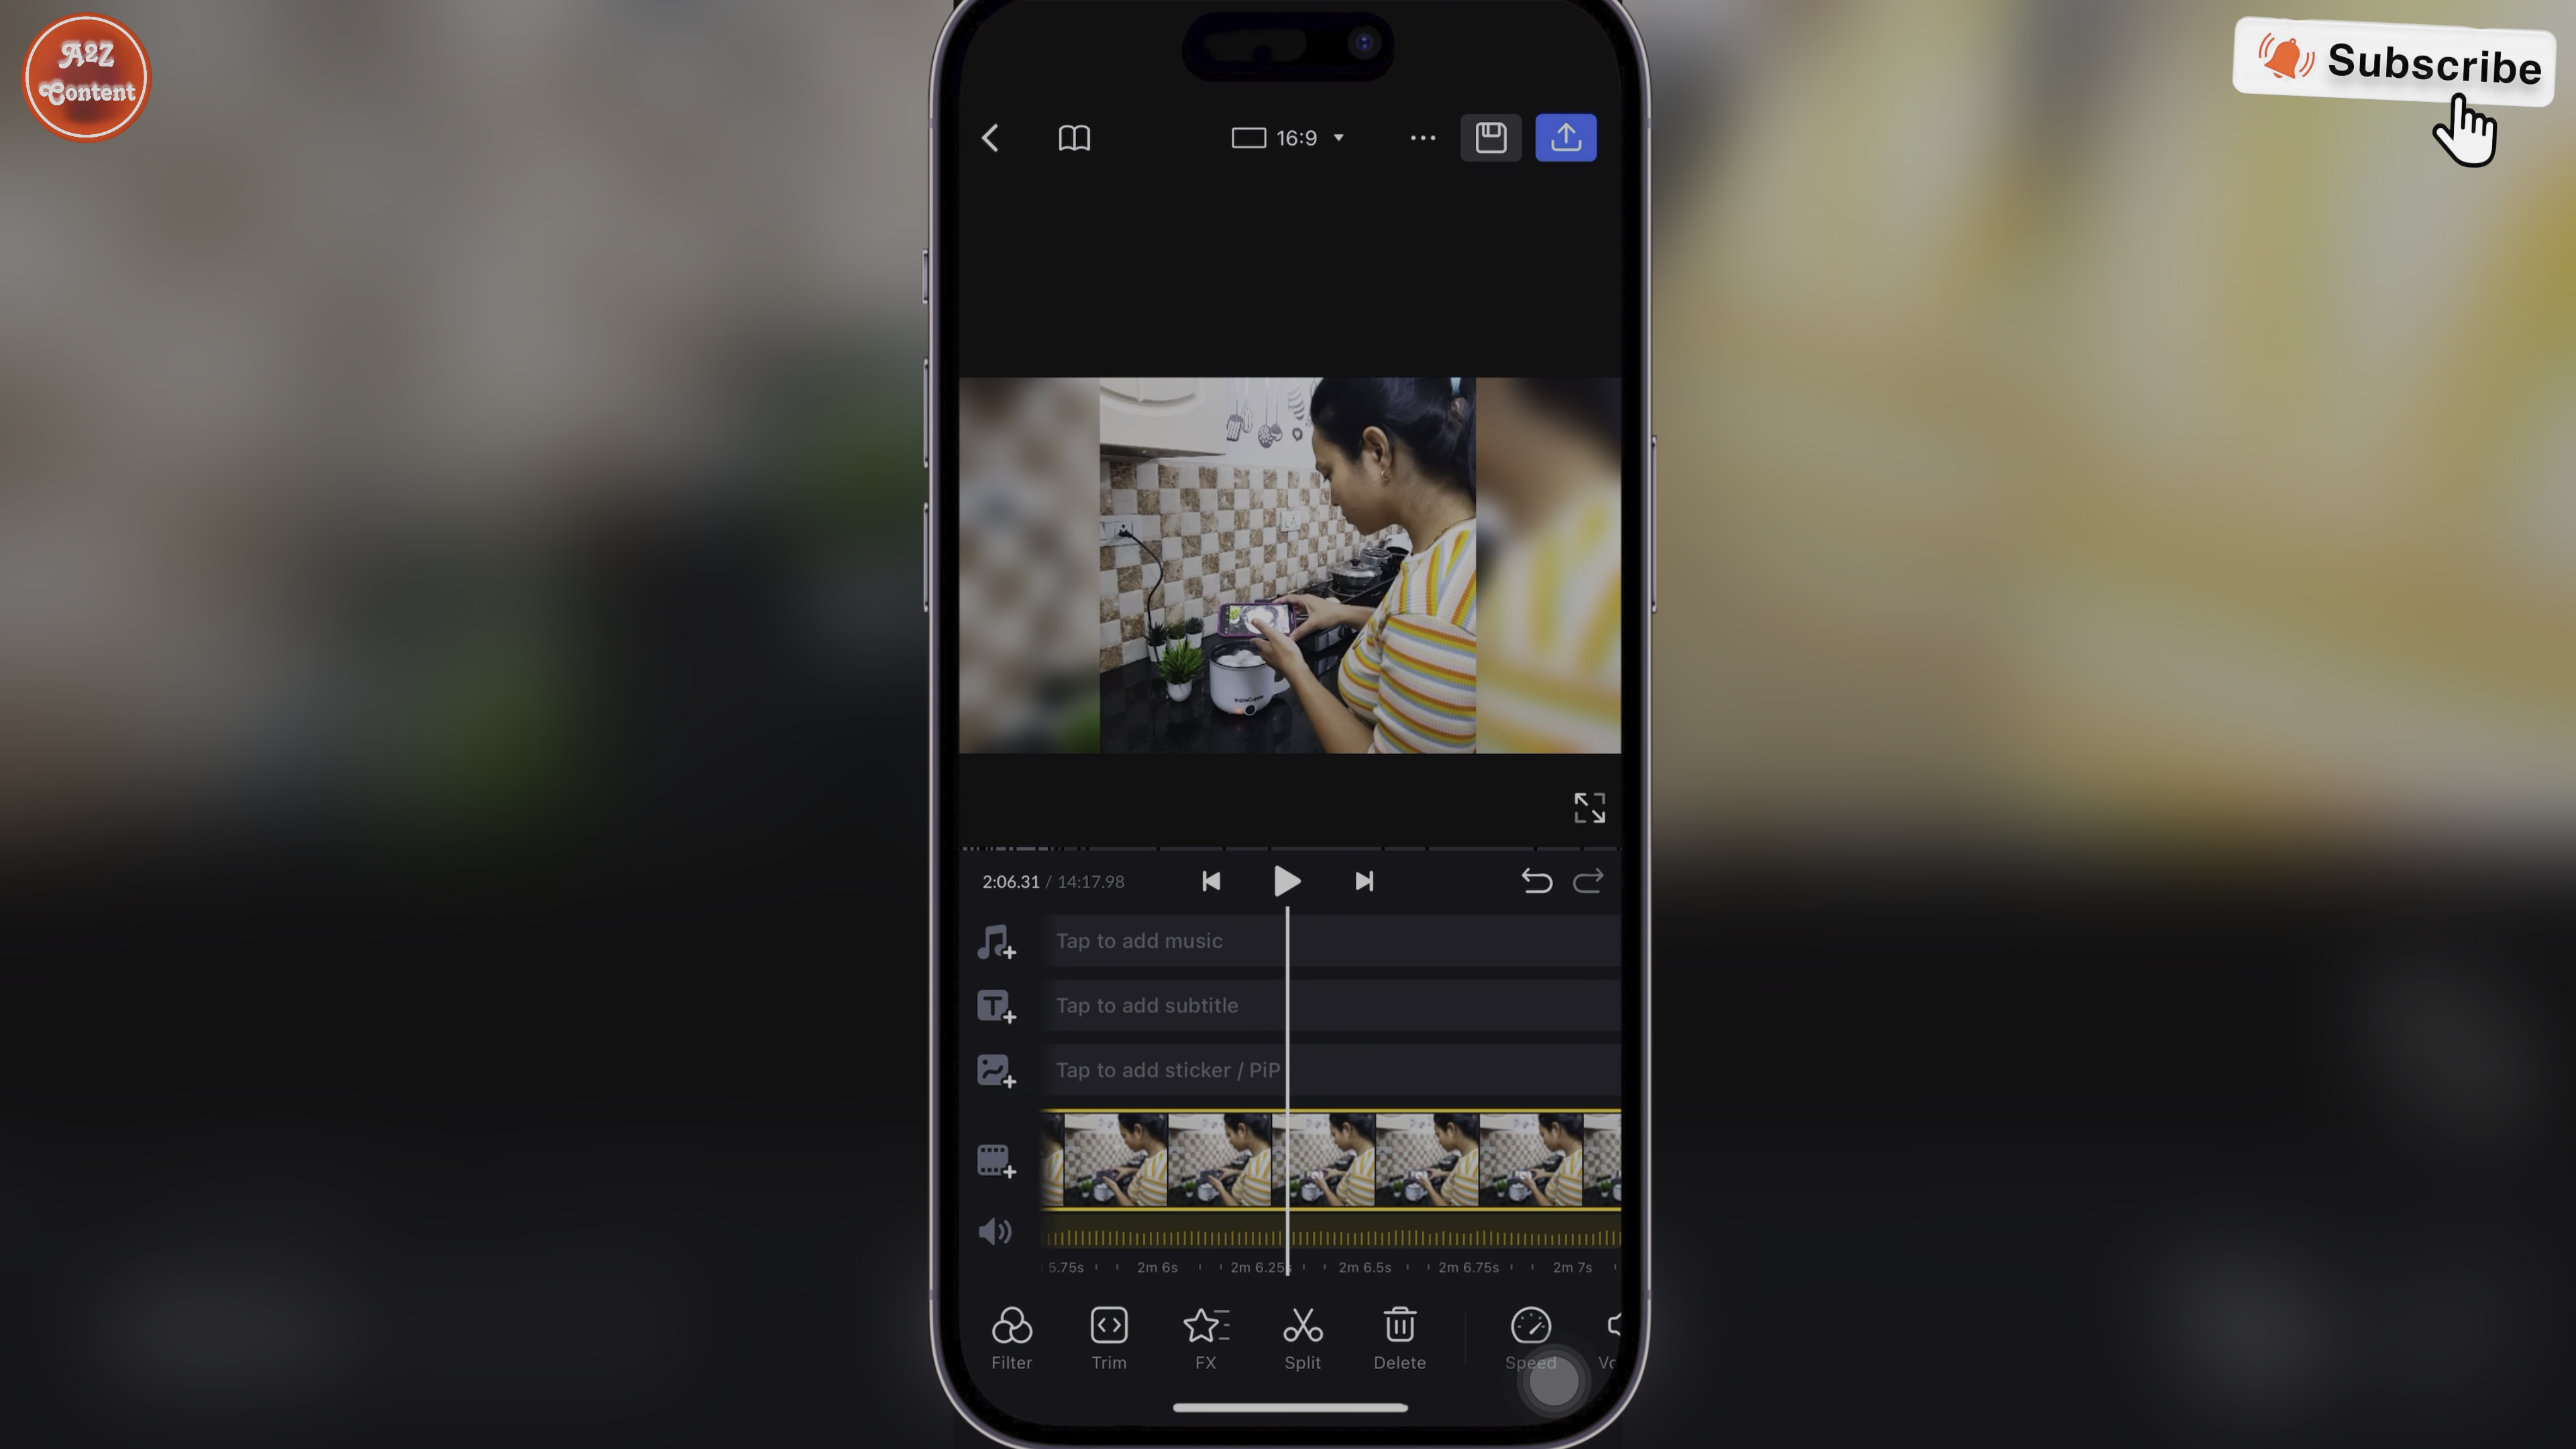 A2Z
Content
Subscribe
16:9
2:06.31 / 14:17.98
Tap to add music
Tap to add subtitle
Tap to add sticker / PiP
5.75s
2m 6s
2m 6.25s
2m 6.5s
2m 6.75s
2m 7s
Filter
Trim
FX
Split
Delete
Speed